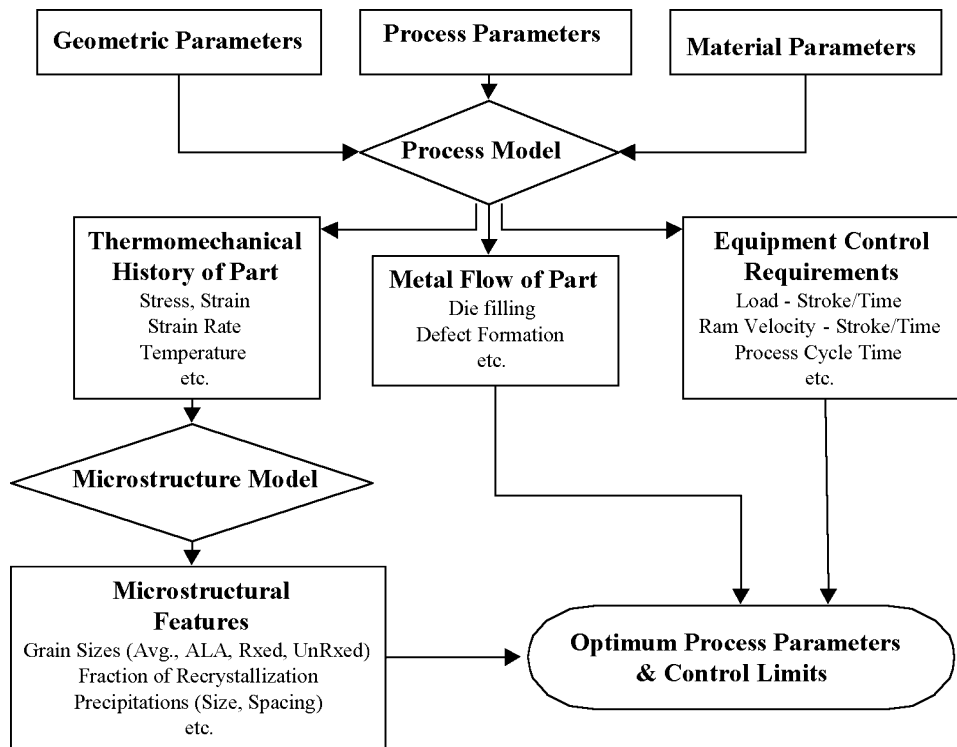 Geometric Parameters
Process Parameters
Material Parameters
Process Model
Thermomechanical
History of Part
Stress, Strain
Strain Rate
Temperature
etc.
Metal Flow of Part
Die filling
Defect Formation
etc.
Equipment Control
Requirements
Load - Stroke/Time
Ram Velocity - Stroke/Time
Process Cycle Time
etc.
Microstructure Model
Microstructural
Features
Grain Sizes (Avg., ALA, Rxed, UnRxed)
Fraction of Recrystallization
Precipitations (Size, Spacing)
etc.
Optimum Process Parameters
& Control Limits